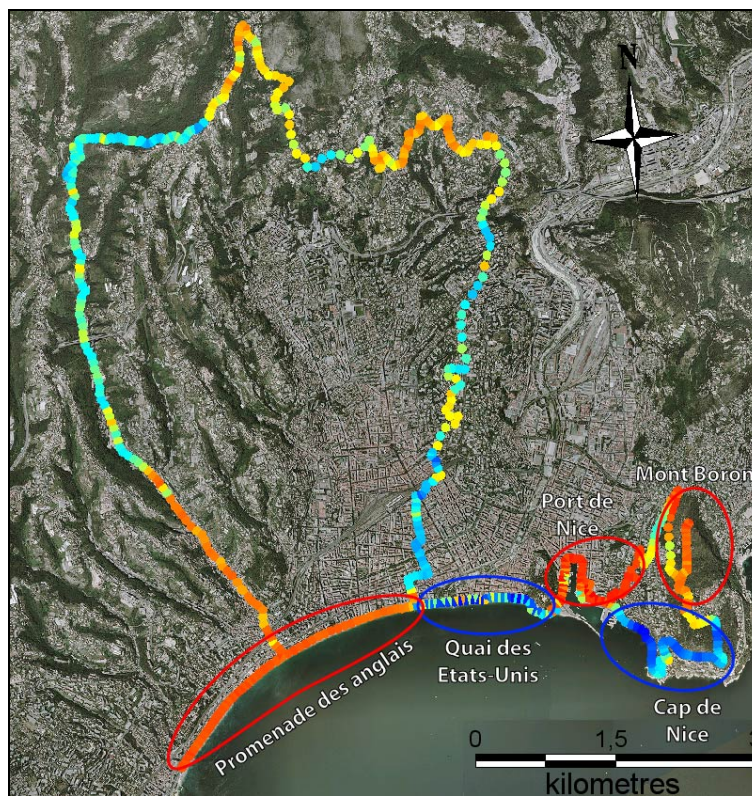 N
Mont Boron
Port de
Nice
Promenade des anglais
Quai des
Etats-Unis
Cap de
Nice
0 1,5 3
kilometres